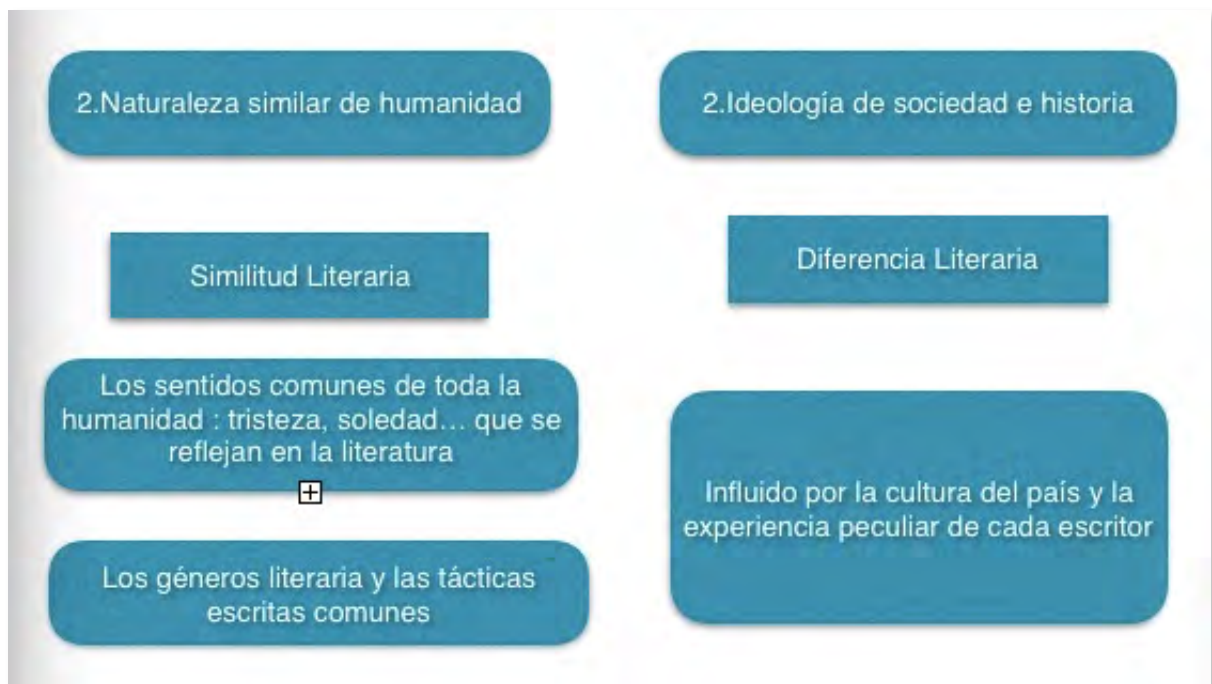 2.Naturaleza similar de humanidad
Similitud Literaria
Los sentidos comunes de toda la
humanidad : tristeza, soledad... que se
reflejan en la literatura
Los géneros literaria y las tácticas
escritas comunes
2.Ideología de sociedad e historia
Diferencia Literaria
Influido por la cultura del país y la
experiencia peculiar de cada escritor